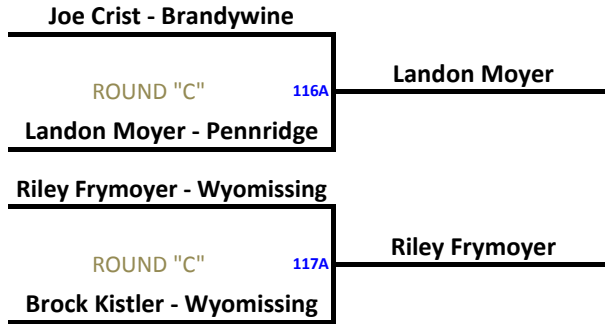 Joe Crist - Brandywine
Landon Moyer
ROUND "C" 116A
Landon Moyer - Pennridge
Riley Frymoyer - Wyomissing
Riley Frymoyer
ROUND "C" 117A
Brock Kistler - Wyomissing